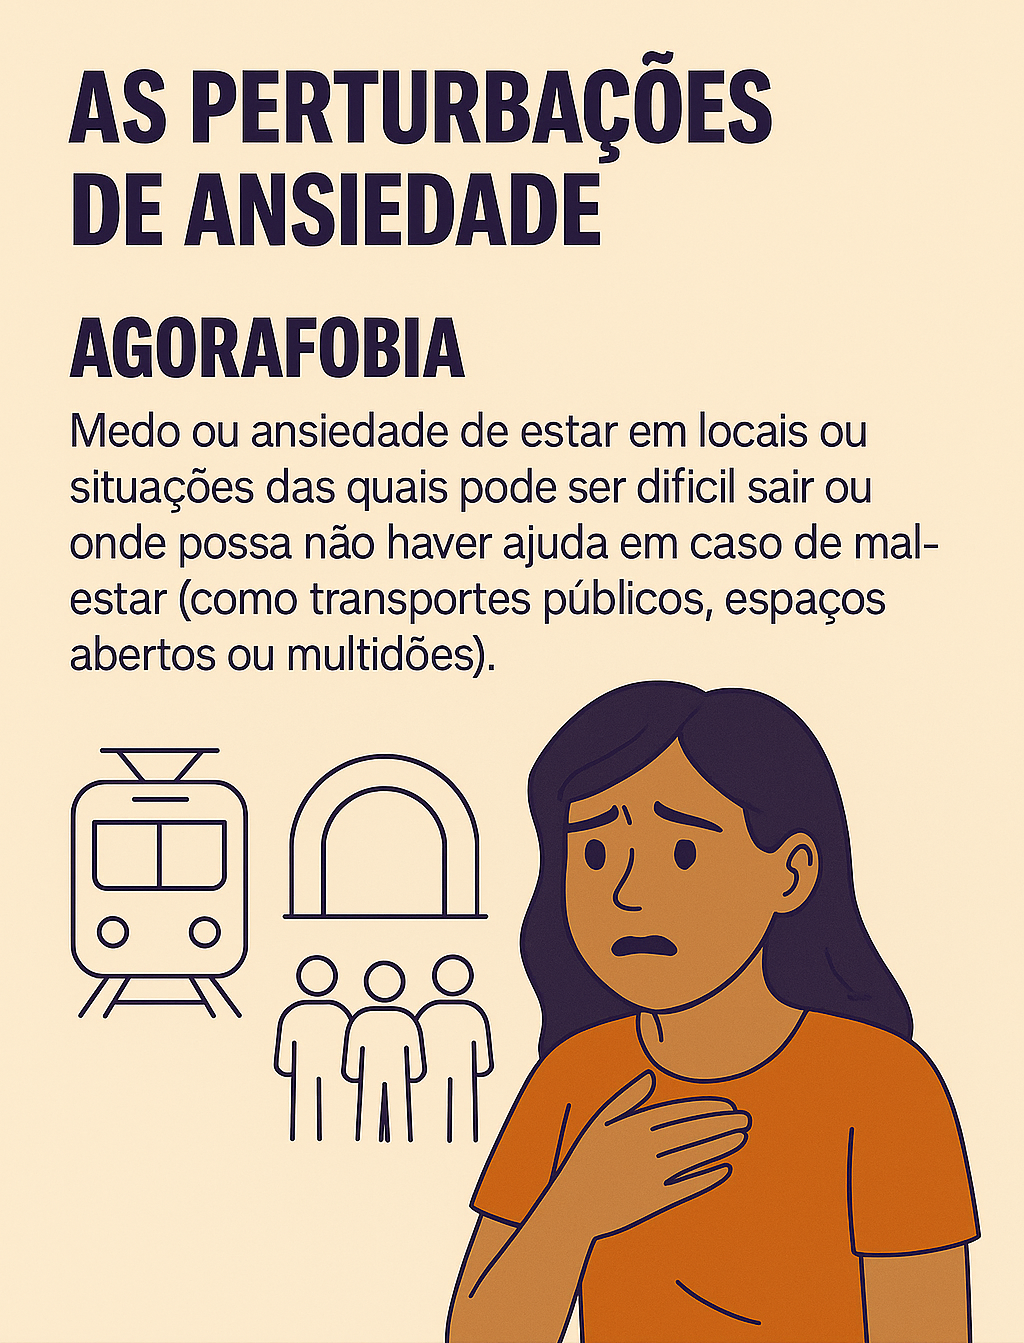 AS PERTURBAÇÕES
DE ANSIEDADE
AGORAFOBIA
Medo ou ansiedade de estar em locais ou
situações das quais pode ser dificil sair ou
onde possa não haver ajuda em caso de mal-
estar (como transportes públicos, espaços
abertos ou multidões).